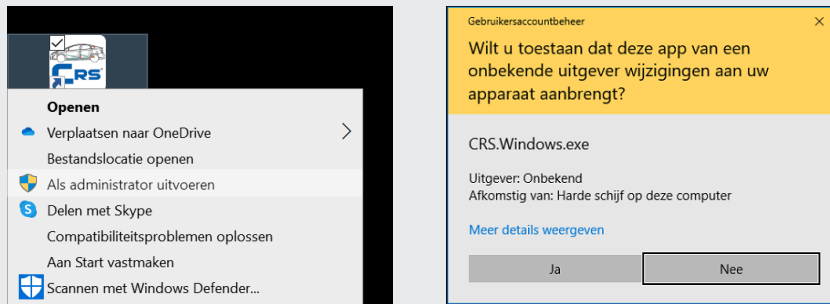 CRS
Openen
Verplaatsen naar OneDrive
Bestandslocatie openen
Als administrator uitvoeren
Delen met Skype
Compatibiliteitsproblemen oplossen
Aan Start vastmaken
Scannen met Windows Defender...
Gebruikersaccountbeheer
Wilt u toestaan dat deze app van een
onbekende uitgever wijzigingen aan uw
apparaat aanbrengt?
CRS.Windows.exe
Uitgever: Onbekend
Afkomstig van: Harde schijf op deze computer
Meer details weergeven
Ja
Nee